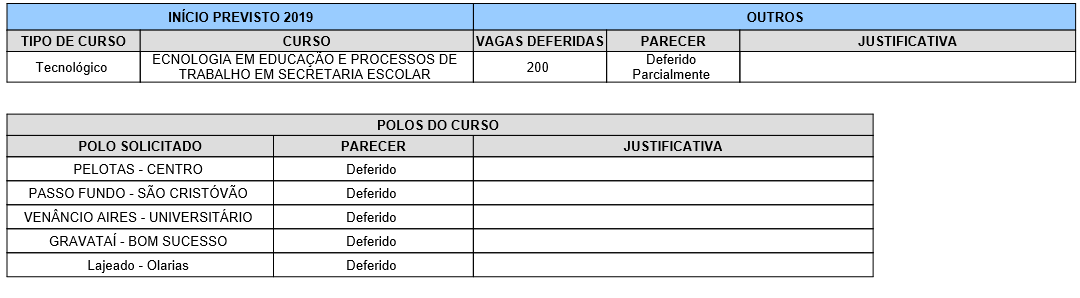 INÍCIO PREVISTO 2019 OUTROS
TIPO DE CURSO CURSO VAGAS DEFERIDAS PARECER JUSTIFICATIVA
Tecnológico ECNOLOGIA EM EDUCAÇÃO E PROCESSOS DE TRABALHO EM SECRETARIA ESCOLAR 200 Deferido Parcialmente
POLOS DO CURSO
POLO SOLICITADO PARECER JUSTIFICATIVA
PELOTAS - CENTRO Deferido
PASSO FUNDO - SÃO CRISTÓVÃO Deferido
VENÂNCIO AIRES - UNIVERSITÁRIO Deferido
GRAVATAÍ - BOM SUCESSO Deferido
Lajeado - Olarias Deferido